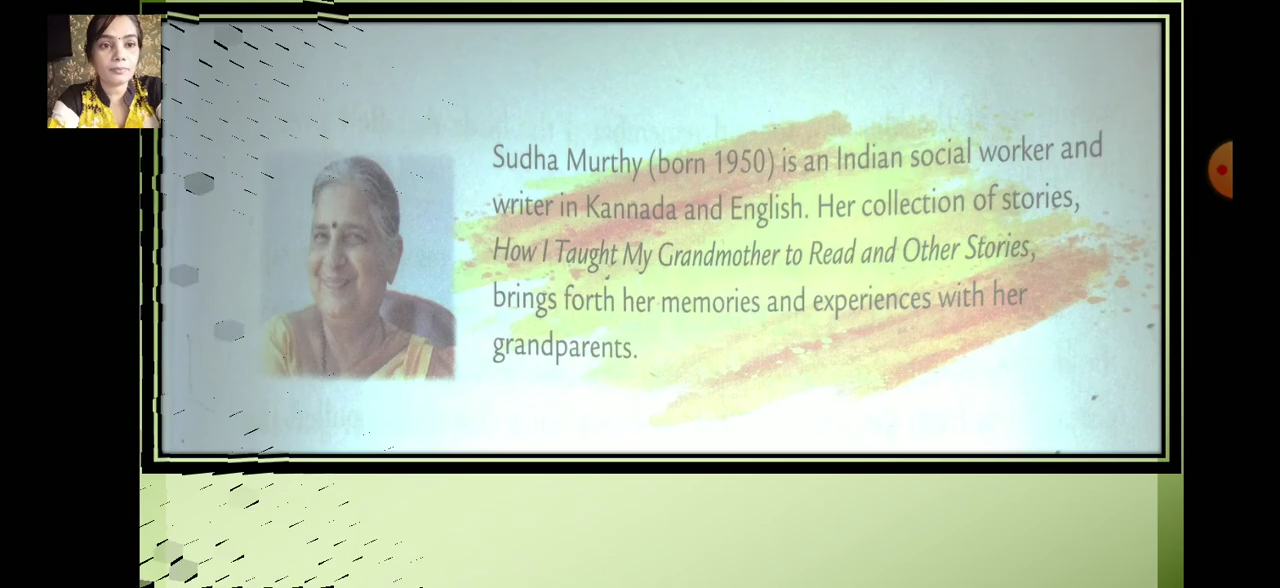 Sudha Murthy (born 1950) is an Indian social worker and
writer in Kannada and English. Her collection of stories,
How I Taught My Grandmother to Read and Other Stories,
brings forth her memories and experiences with her
grandparents.